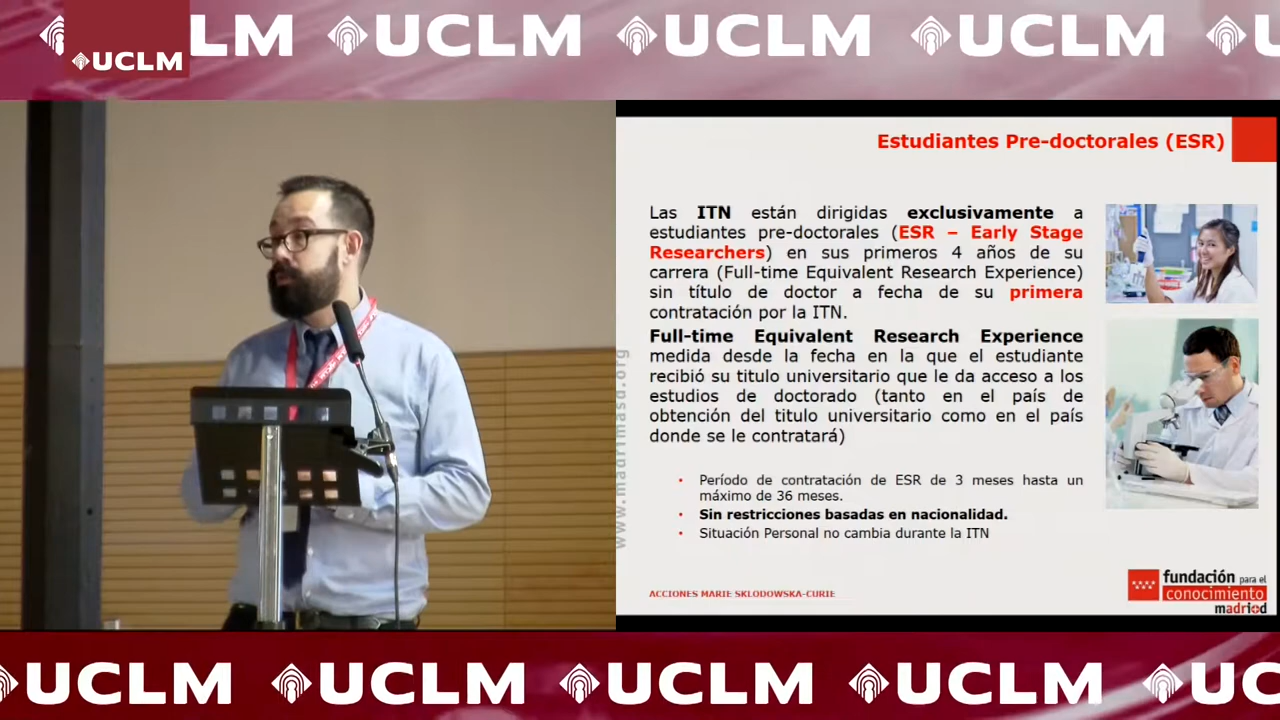 LM UCLM UCLM UCLM U
UCLM
Estudiantes Pre-doctorales (ESR)
Las ITN están dirigidas exclusivamente a
estudiantes pre-doctorales (ESR – Early Stage
Researchers) en sus primeros 4 años de su
carrera (Full-time Equivalent Research Experience)
sin título de doctor a fecha de su primera
contratación por la ITN.
Full-time Equivalent Research Experience
medida desde la fecha en la que el estudiante
recibió su titulo universitario que le da acceso a los
estudios de doctorado (tanto en el país de
obtención del titulo universitario como en el país
donde se le contratará)
• Período de contratación de ESR de 3 meses hasta un
máximo de 36 meses.
• Sin restricciones basadas en nacionalidad.
• Situación Personal no cambia durante la ITN
www.madrimasd.org
ACCIONES MARIE SKLODOWSKA-CURIE
fundación para el
conocimiento
madri+d
UCLM UCLM UCLM UCLM UC